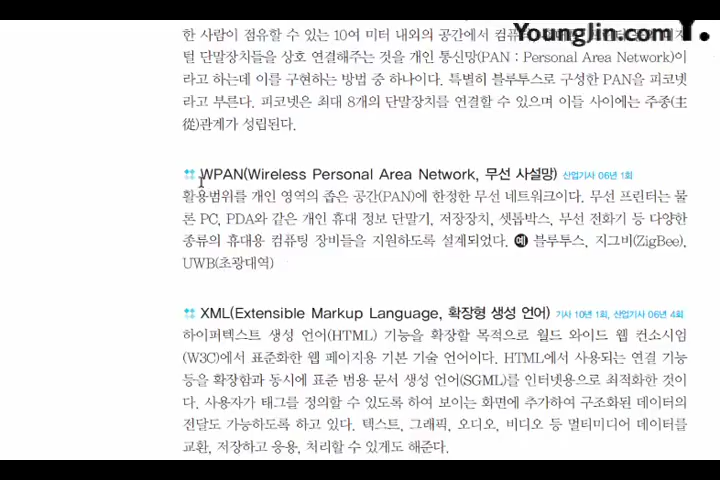 Younglin.com Y.
한 사람이 점유할 수 있는 10여 미터 내외의 공간에서 컴퓨터
털 단말장치들을 상호 연결해주는 것을 개인 통신망(PAN : Personal Area Network)이
라고 하는데 이를 구현하는 방법 중 하나이다. 특별히 블루투스로 구성한 PAN을 피코넷
라고 부른다. 피코넷은 최대 8개의 단말장치를 연결할 수 있으며 이들 사이에는 주종(主
從)관계가 성립된다.
WPAN(Wireless Personal Area Network, 무선 사설망) 산업기사 06년 1회
활용범위를 개인 영역의 좁은 공간(PAN)에 한정한 무선 네트워크이다. 무선 프린터는 물
론 PC, PDA와 같은 개인 휴대 정보 단말기, 저장장치, 셋톱박스, 무선 전화기 등 다양한
종류의 휴대용 컴퓨팅 장비들을 지원하도록 설계되었다. 예 블루투스, 지그비(ZigBee),
UWB(초광대역)
XML(Extensible Markup Language, 확장형 생성 언어) 기사 10년 1회, 산업기사 06년 4회
하이퍼텍스트 생성 언어(HTML) 기능을 확장할 목적으로 월드 와이드 웹 컨소시엄
(W3C)에서 표준화한 웹 페이지용 기본 기술 언어이다. HTML에서 사용되는 연결 기능
등을 확장함과 동시에 표준 범용 문서 생성 언어(SGML)를 인터넷용으로 최적화한 것이
다. 사용자가 태그를 정의할 수 있도록 하여 보이는 화면에 추가하여 구조화된 데이터의
전달도 가능하도록 하고 있다. 텍스트, 그래픽, 오디오, 비디오 등 멀티미디어 데이터를
교환, 저장하고 응용, 처리할 수 있게도 해준다.